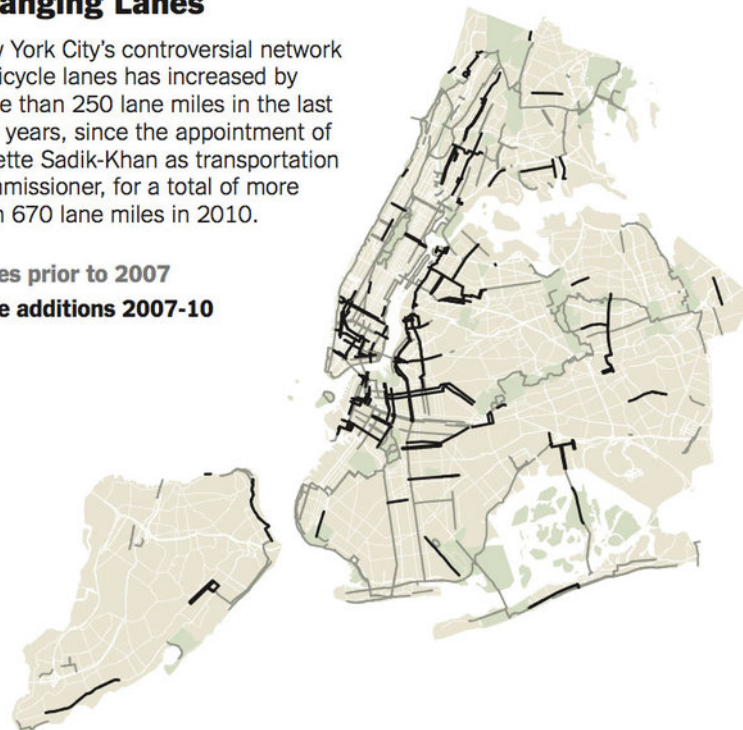 anging Lanes
York City's controversial network
icycle lanes has increased by
e than 250 lane miles in the last
years, since the appointment of
ette Sadik-Khan as transportation
missioner, for a total of more
670 lane miles in 2010.
es prior to 2007
e additions 2007-10